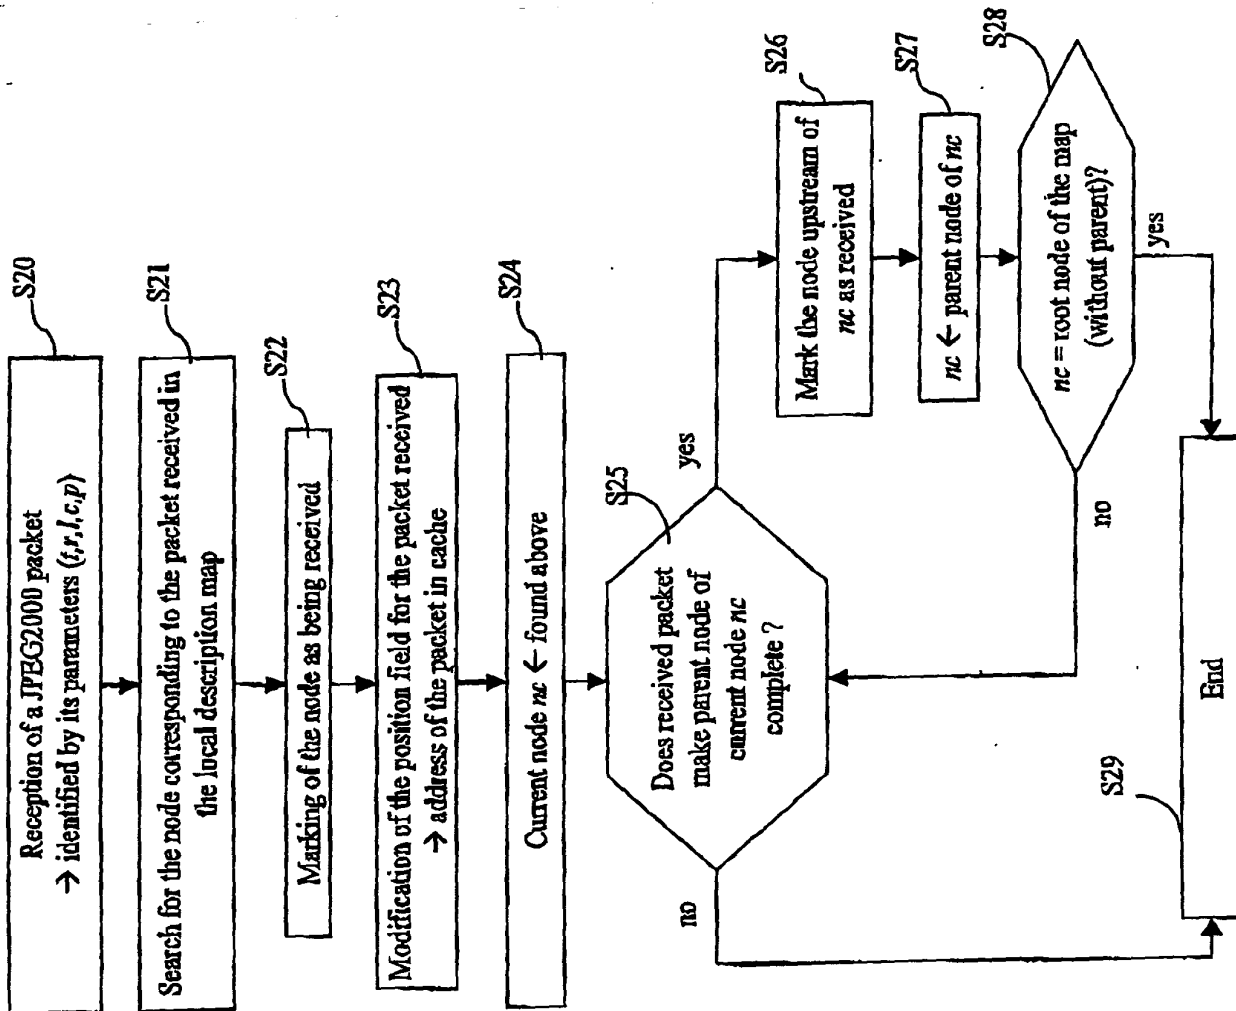 S20
Reception of a JPEG2000 packet
→ identified by its parameters (t,r,l,c,p)
S21
Search for the node corresponding to the packet received in
the local description map
S22
Marking of the node as being received
S23
Modification of the position field for the packet received
→ address of the packet in cache
S24
Current node nc ← found above
S25
Does received packet
make parent node of
current node nc
complete ?
yes
no
S26
Mark the node upstream of
nc as received
S27
nc ← parent node of nc
S28
nc = root node of the map
(without parent)?
yes
no
S29
End